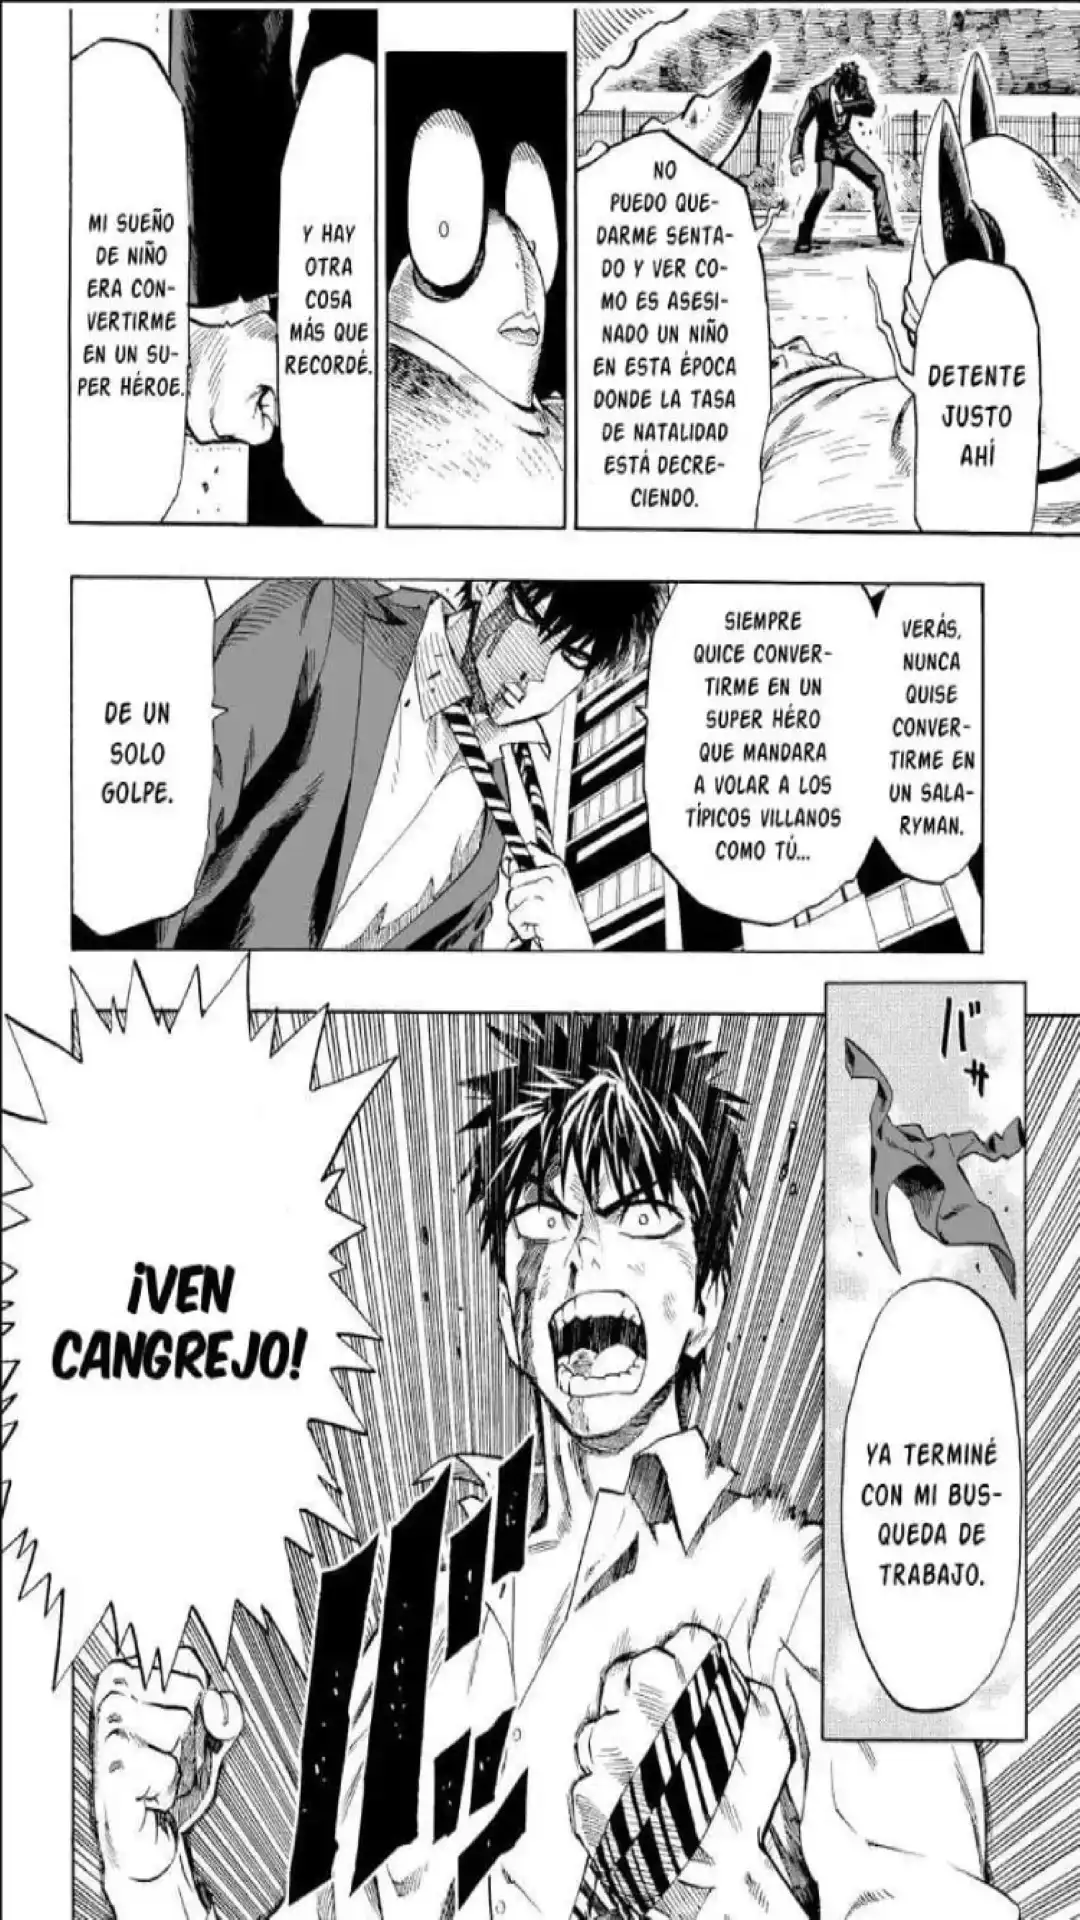 DETENTE
JUSTO
AHÍ
NO
PUEDO QUE-
DARME SENTA-
DO Y VER CO-
MO ES ASESI-
NADO UN NIÑO
EN ESTA ÉPOCA
DONDE LA TASA
DE NATALIDAD
ESTÁ DECRE-
CIENDO.
Y HAY
OTRA
COSA
MÁS QUE
RECORDÉ.
MI SUEÑO
DE NIÑO
ERA CON-
VERTIRME
EN UN SU-
PER HÉROE.
VERÁS,
NUNCA
QUISE
CONVER-
TIRME EN
UN SALA-
RYMAN.
SIEMPRE
QUICE CONVER-
TIRME EN UN
SUPER HÉRO
QUE MANDARA
A VOLAR A LOS
TÍPICOS VILLANOS
COMO TÚ...
DE UN
SOLO
GOLPE.
バサ
YA TERMINÉ
CON MI BUS-
QUEDA DE
TRABAJO.
¡VEN
CANGREJO!